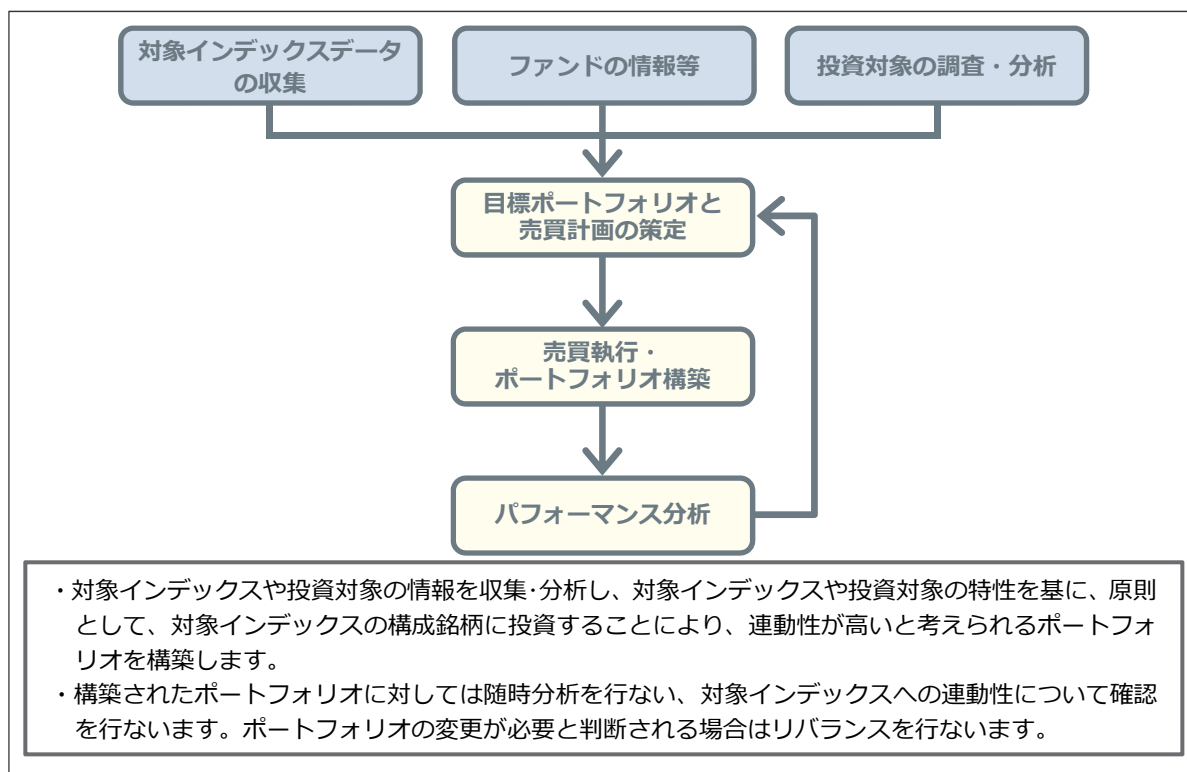 対象インデックスデータ
の収集
ファンドの情報等
投資対象の調査・分析
目標ポートフォリオと
売買計画の策定
売買執行・
ポートフォリオ構築
パフォーマンス分析
・対象インデックスや投資対象の情報を収集･分析し、対象インデックスや投資対象の特性を基に、原則
として、対象インデックスの構成銘柄に投資することにより、連動性が高いと考えられるポートフォ
リオを構築します。
・構築されたポートフォリオに対しては随時分析を行ない、対象インデックスへの連動性について確認
を行ないます。ポートフォリオの変更が必要と判断される場合はリバランスを行ないます。